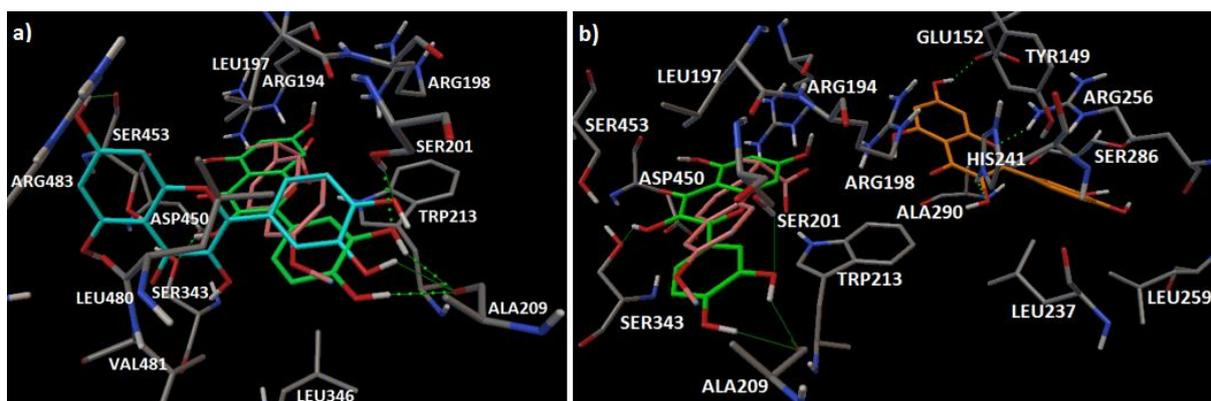 a)
LEU197
ARG194
ARG198
SER453
SER201
ARG483
ASP450
TRP213
LEU480
SER343
ALA209
VAL481
LEU346
b)
GLU152
TYR149
LEU197
ARG194
ARG256
SER453
HIS241
SER286
ASP450
ARG198
SER201
ALA290
TRP213
SER343
LEU237
LEU259
ALA209